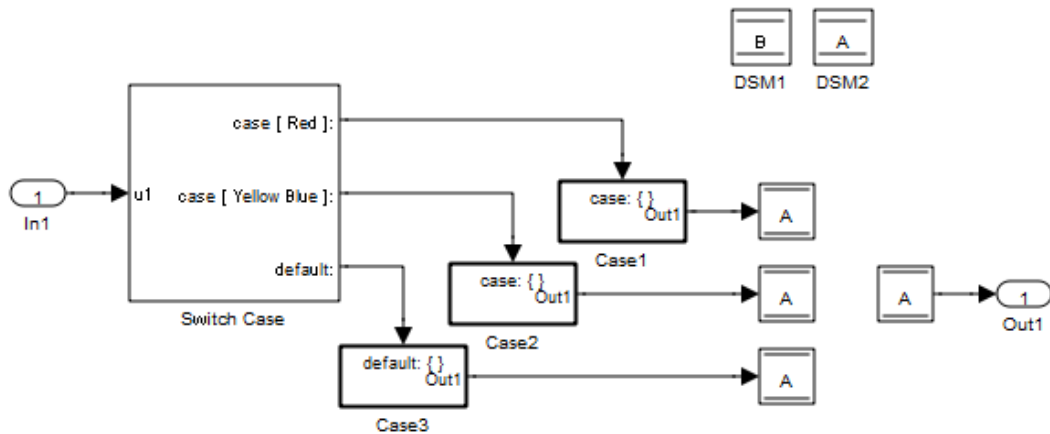 B
A
DSM1
DSM2
case [ Red ]:
u1
case [ Yellow Blue ]:
default:
Switch Case
1
In1
case: { }
Out1
Case1
A
case: { }
Out1
Case2
A
A
1
Out1
default: { }
Out1
Case3
A